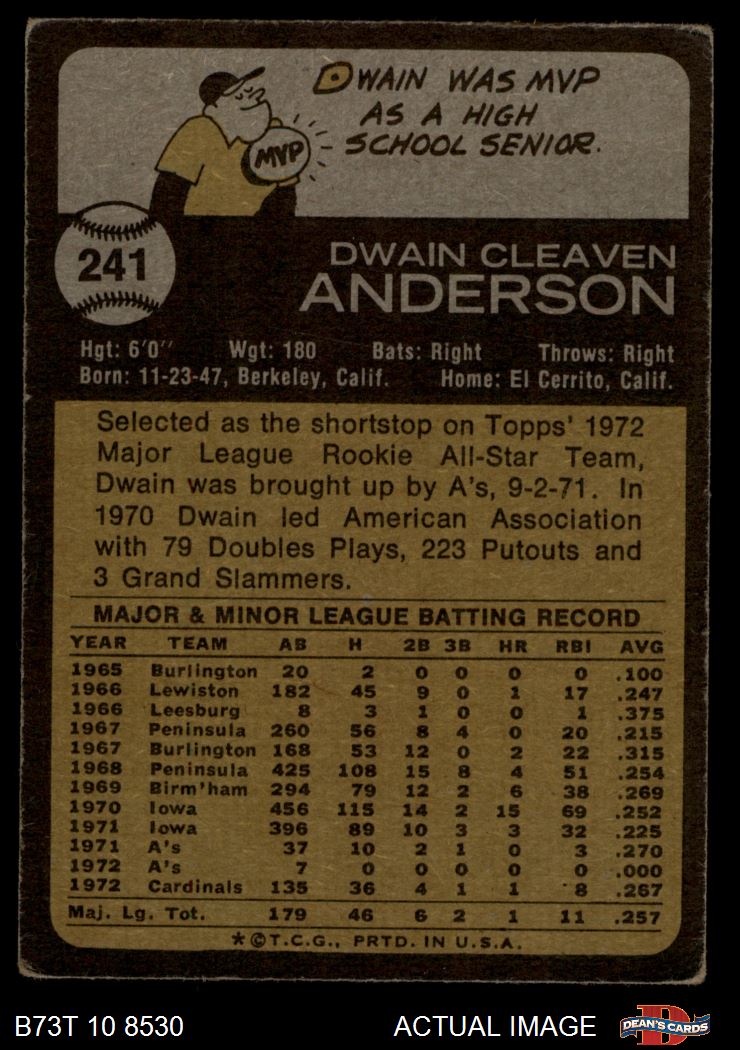 DWAIN WAS MVP
AS A HIGH
SCHOOL SENIOR.
MVP
241
DWAIN CLEAVEN
ANDERSON
Hgt: 6'0" Wgt: 180 Bats: Right Throws: Right
Born: 11-23-47, Berkeley, Calif. Home: El Cerrito, Calif.
Selected as the shortstop on Topps' 1972
Major League Rookie All-Star Team,
Dwain was brought up by A's, 9-2-71. In
1970 Dwain led American Association
with 79 Doubles Plays, 223 Putouts and
3 Grand Slammers.
MAJOR & MINOR LEAGUE BATTING RECORD
YEAR TEAM AB H 2B 3B HR RBI AVG
1965 Burlington 20 2 0 0 0 0 .100
1966 Lewiston 182 45 9 0 1 17 .247
1966 Leesburg 8 3 1 0 0 1 .375
1967 Peninsula 260 56 8 4 0 20 .215
1967 Burlington 168 53 12 0 2 22 .315
1968 Peninsula 425 108 15 8 4 51 .254
1969 Birm'ham 294 79 12 2 6 38 .269
1970 Iowa 456 115 14 2 15 69 .252
1971 Iowa 396 89 10 3 3 32 .225
1971 A's 37 10 2 1 0 3 .270
1972 A's 7 0 0 0 0 0 .000
1972 Cardinals 135 36 4 1 1 8 .267
Maj. Lg. Tot. 179 46 6 2 1 11 .257
*©T.C.G., PRTD. IN U.S.A.
B73T 10 8530 ACTUAL IMAGE
D
DEAN'S CARDS